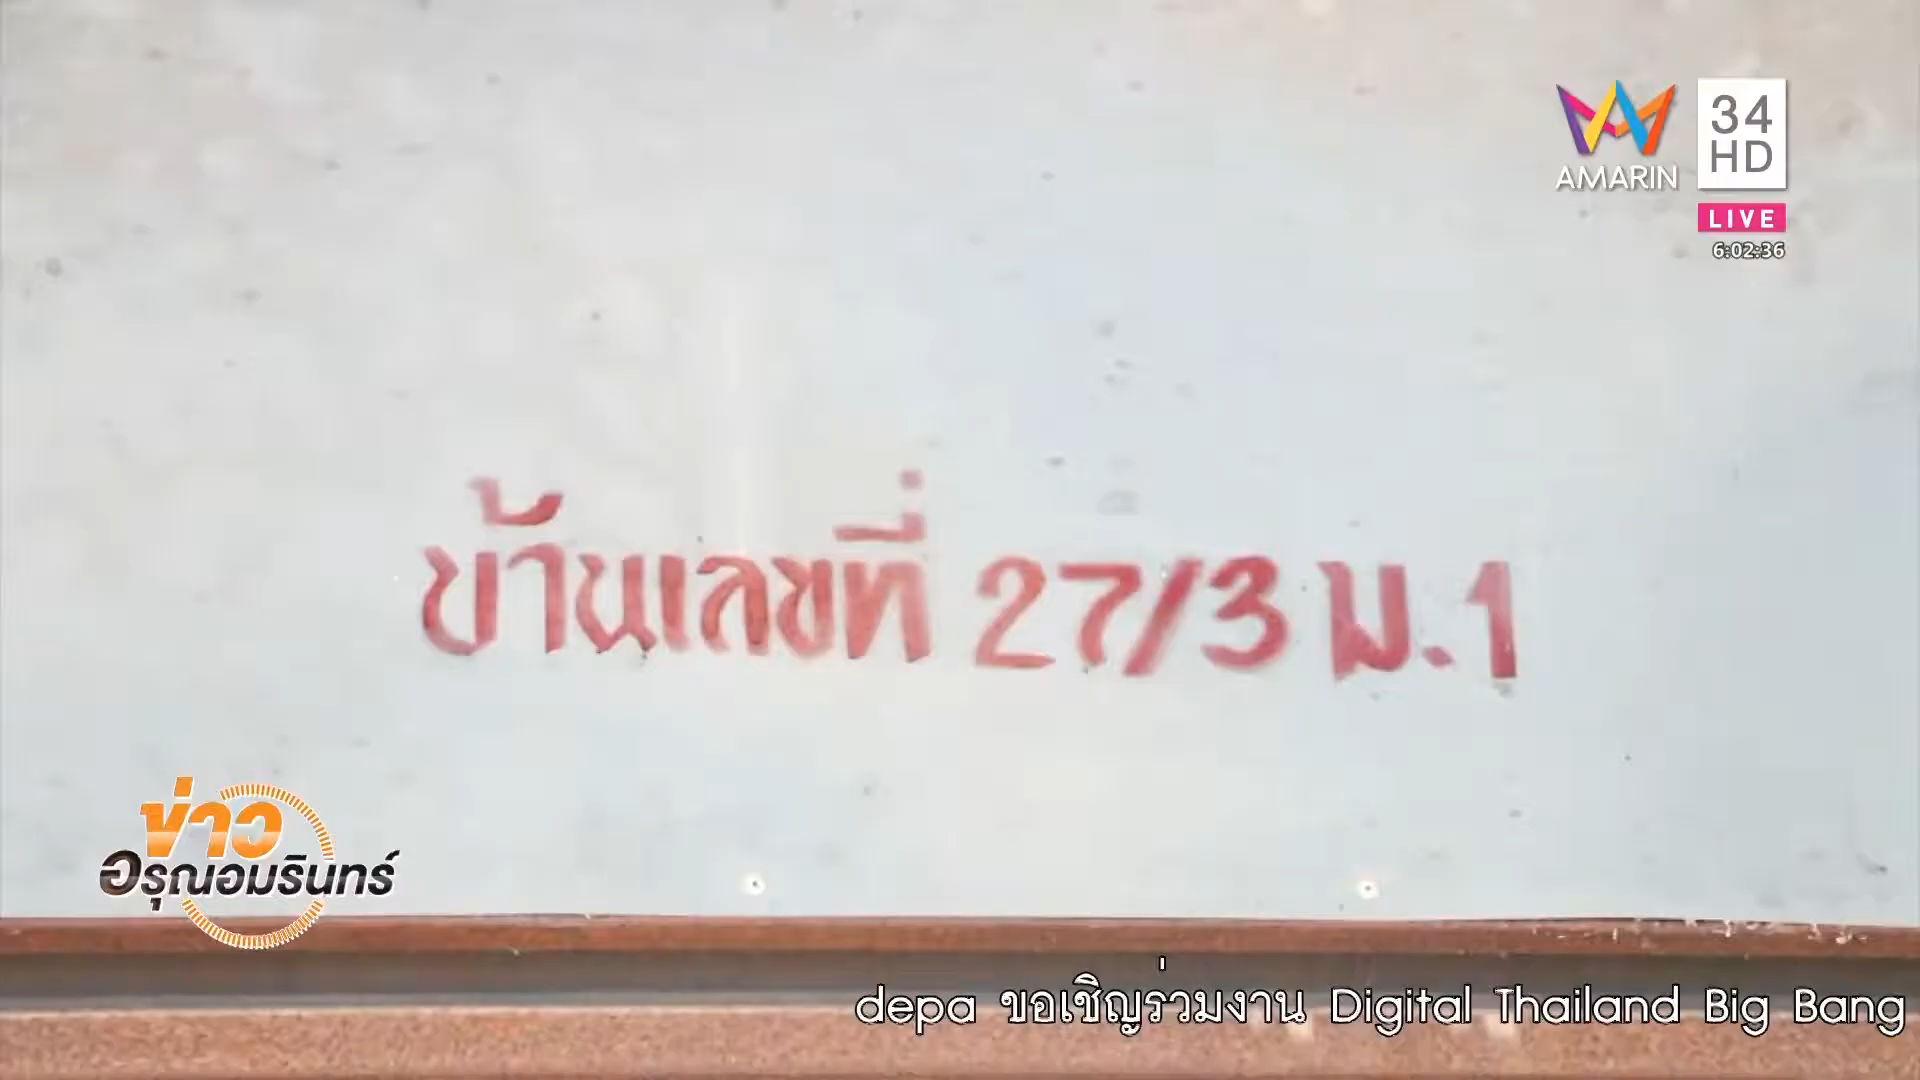 AMARIN
34
HD
LIVE
6:02:36
บ้านเลขที่ 27/3 ม.1
ข่าว
อรุณอมรินทร์
depa ขอเชิญร่วมงาน Digital Thailand Big Bang